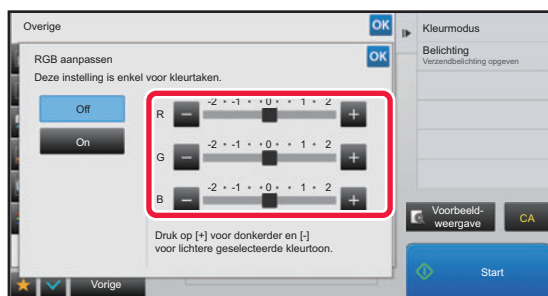 Overige
OK
Kleurmodus
Belichting
Verzendbelichting opgeven
RGB aanpassen
OK
Deze instelling is enkel voor kleurtaken.
Off
On
-2 • -1 • • 0 • • 1 • 2
R − +
-2 • -1 • • 0 • • 1 • 2
G − +
-2 • -1 • • 0 • • 1 • 2
B − +
Druk op [+] voor donkerder en [-]
voor lichtere geselecteerde kleurtoon.
Voorbeeld-
weergave
CA
Vorige
Start